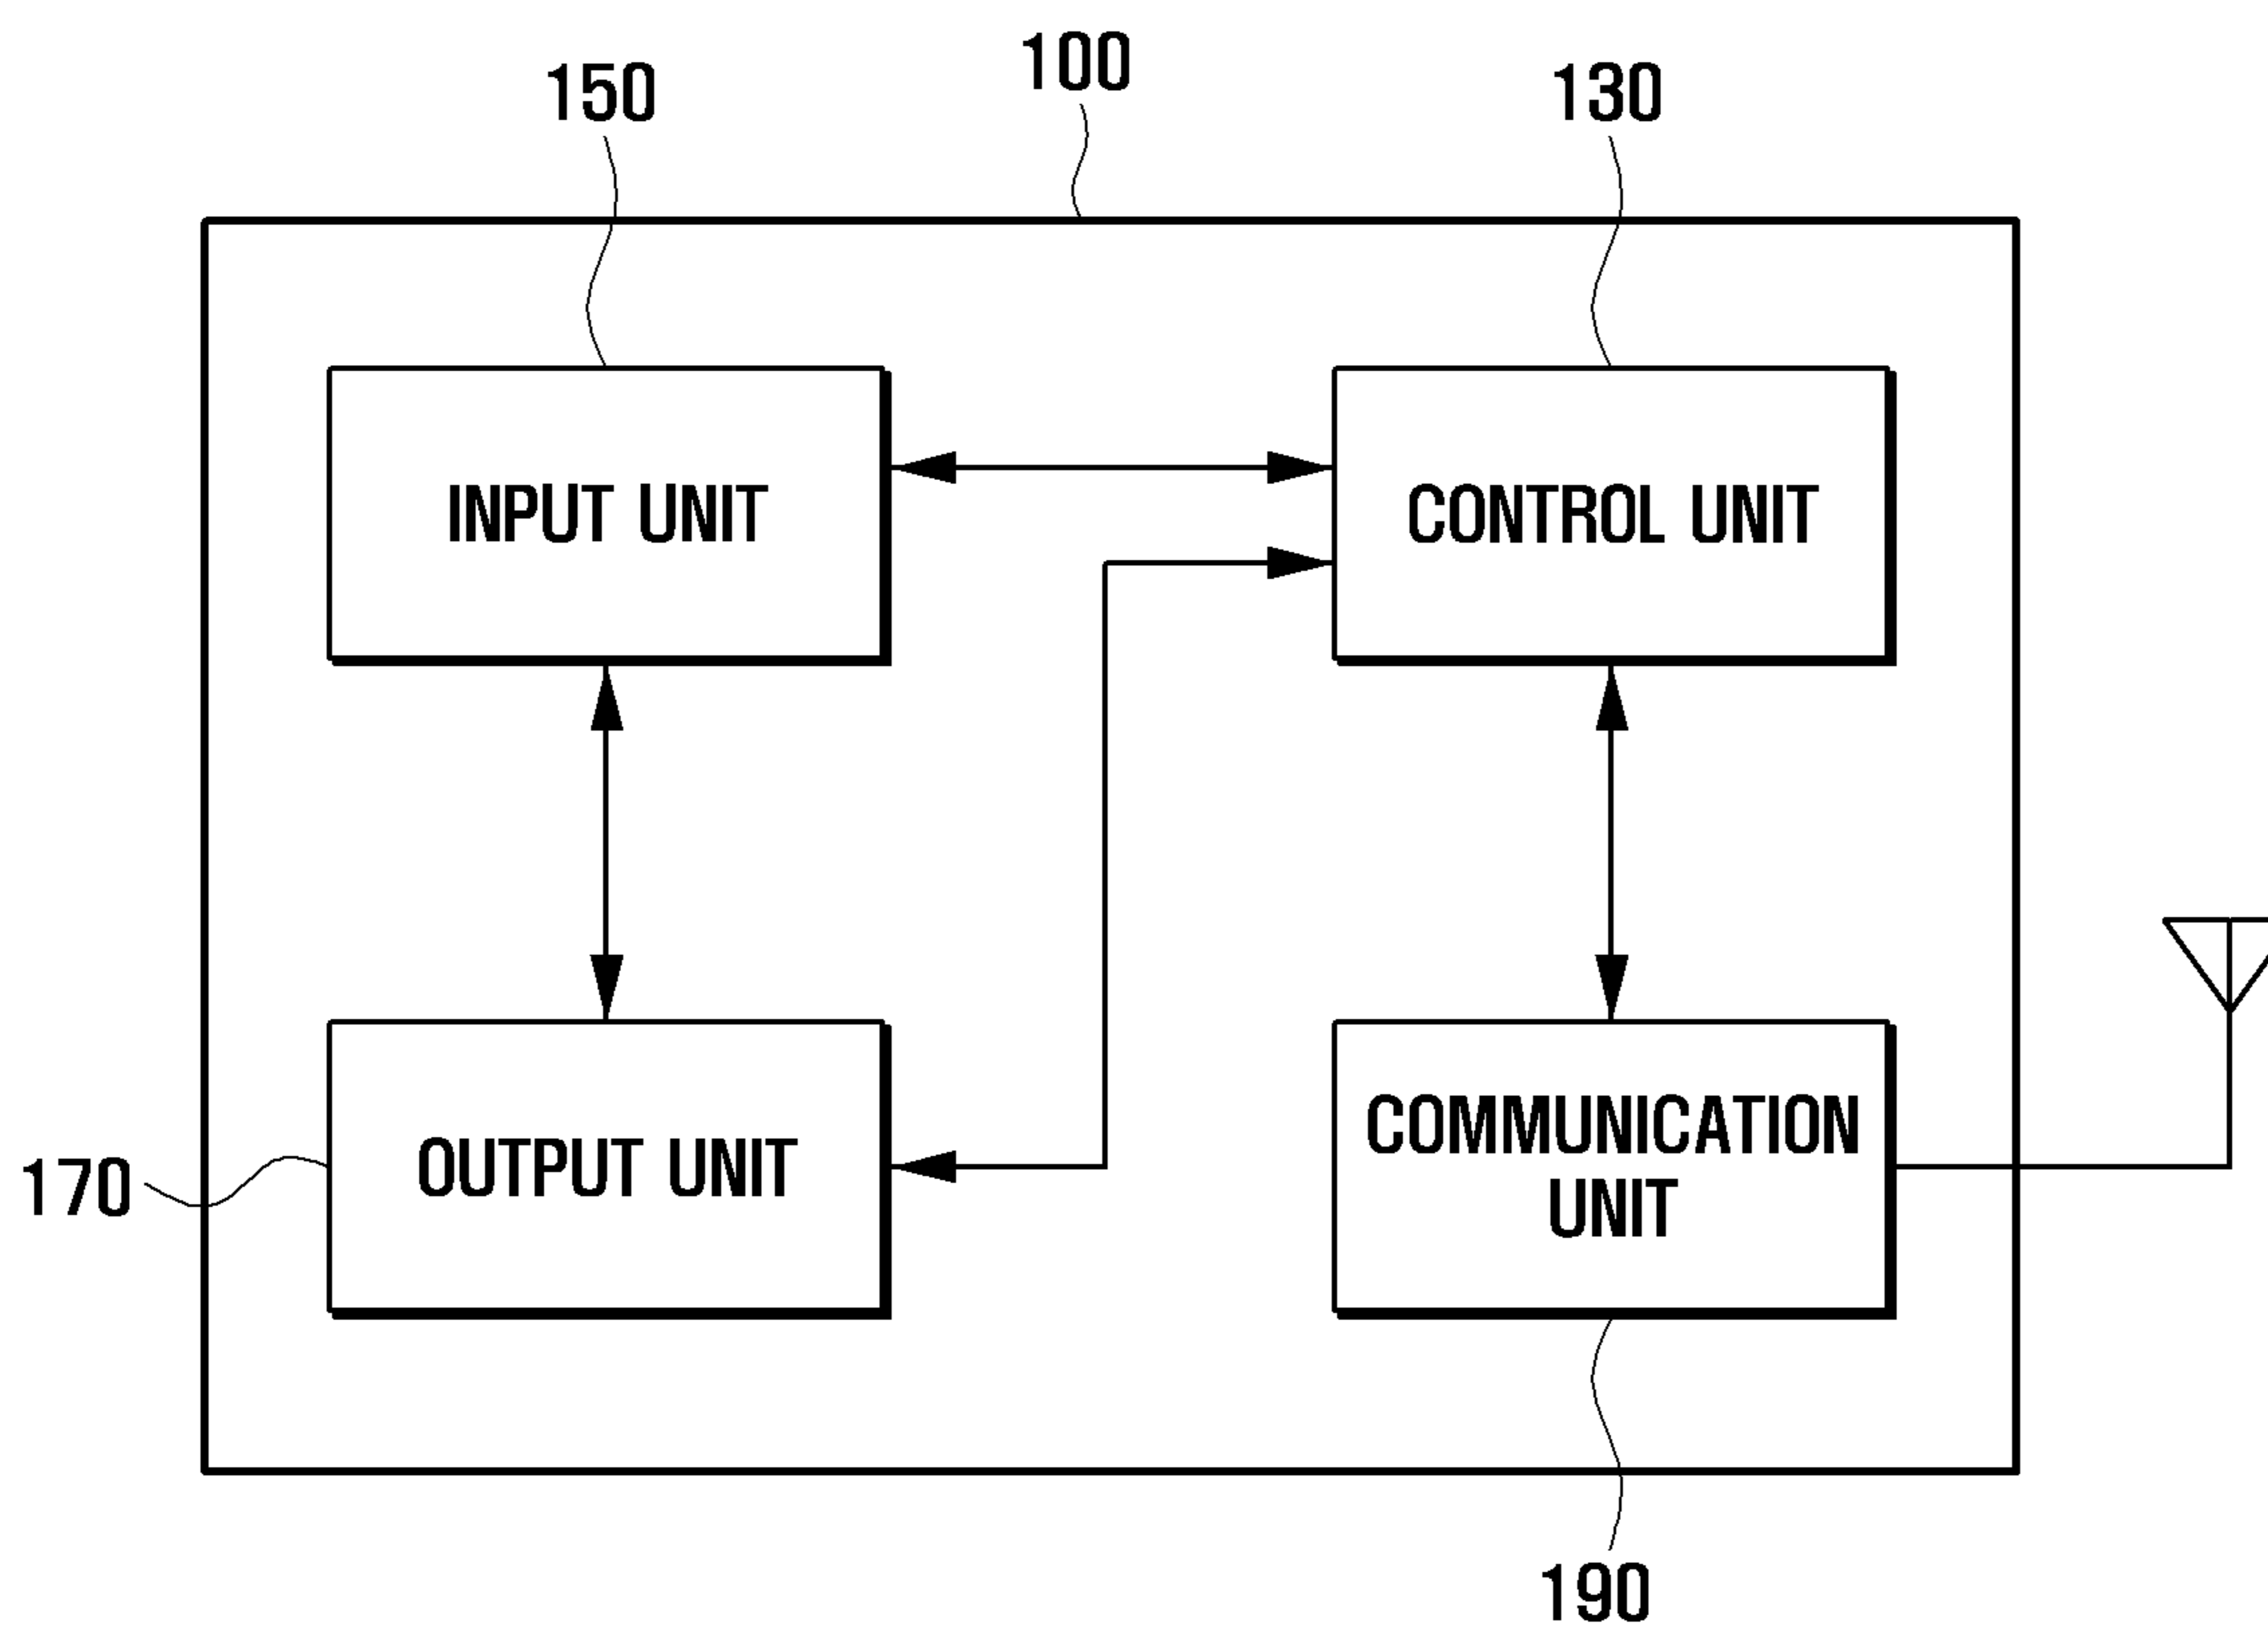 100
150
130
INPUT UNIT
CONTROL UNIT
OUTPUT UNIT
COMMUNICATION
UNIT
170
190